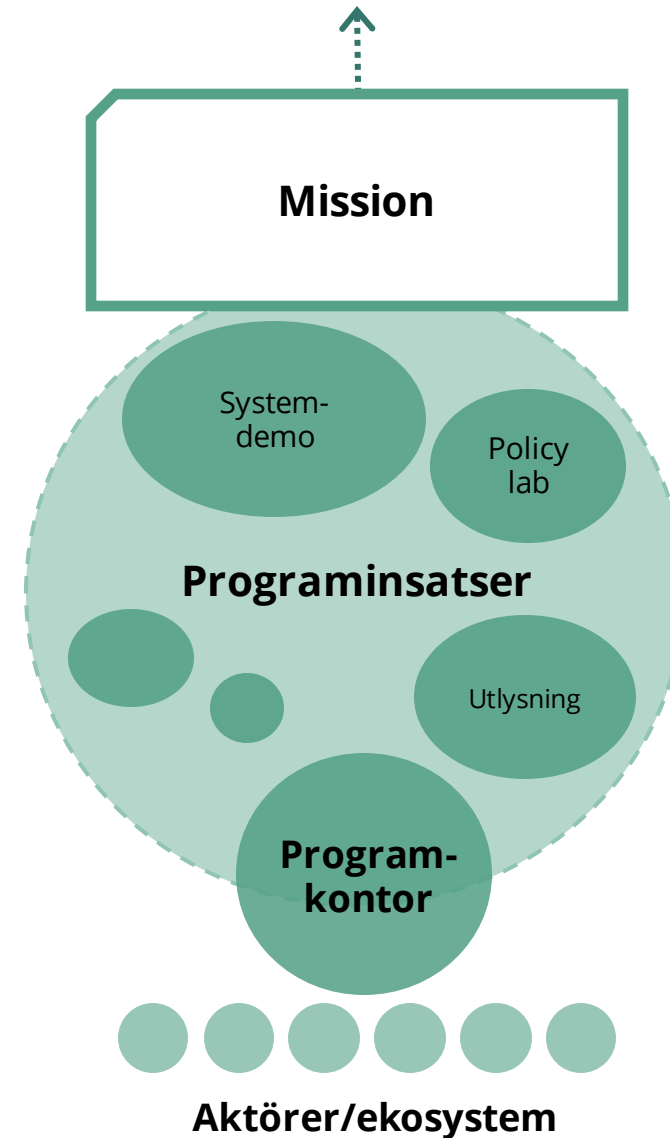 Mission
System-
demo
Policy
lab
Programinsatser
Utlysning
Program-
kontor
Aktörer/ekosystem